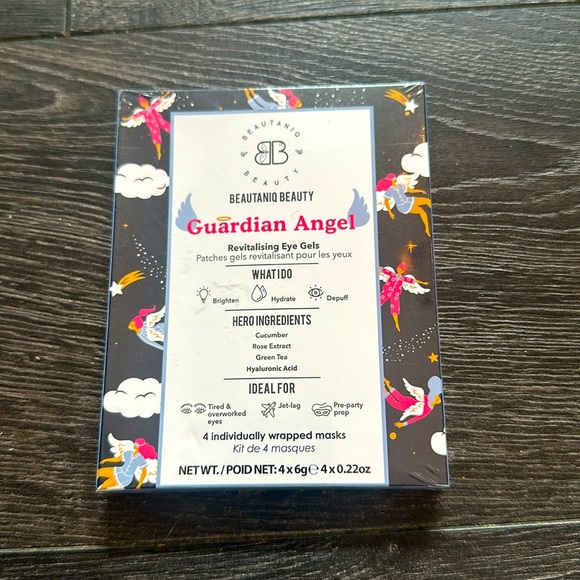 BEAUTANIQ
BB
BEAUTY
BEAUTANIQ BEAUTY
Guardian Angel
Revitalising Eye Gels
Patches gels revitalisant pour les yeux
WHAT I DO
Brighten
Hydrate
Depuff
HERO INGREDIENTS
Cucumber
Rose Extract
Green Tea
Hyaluronic Acid
IDEAL FOR
Tired &
overworked
eyes
Jet-lag
Pre-party
prep
4 individually wrapped masks
Kit de 4 masques
NET WT. / POID NET: 4 x 6g℮ 4 x 0.22oz